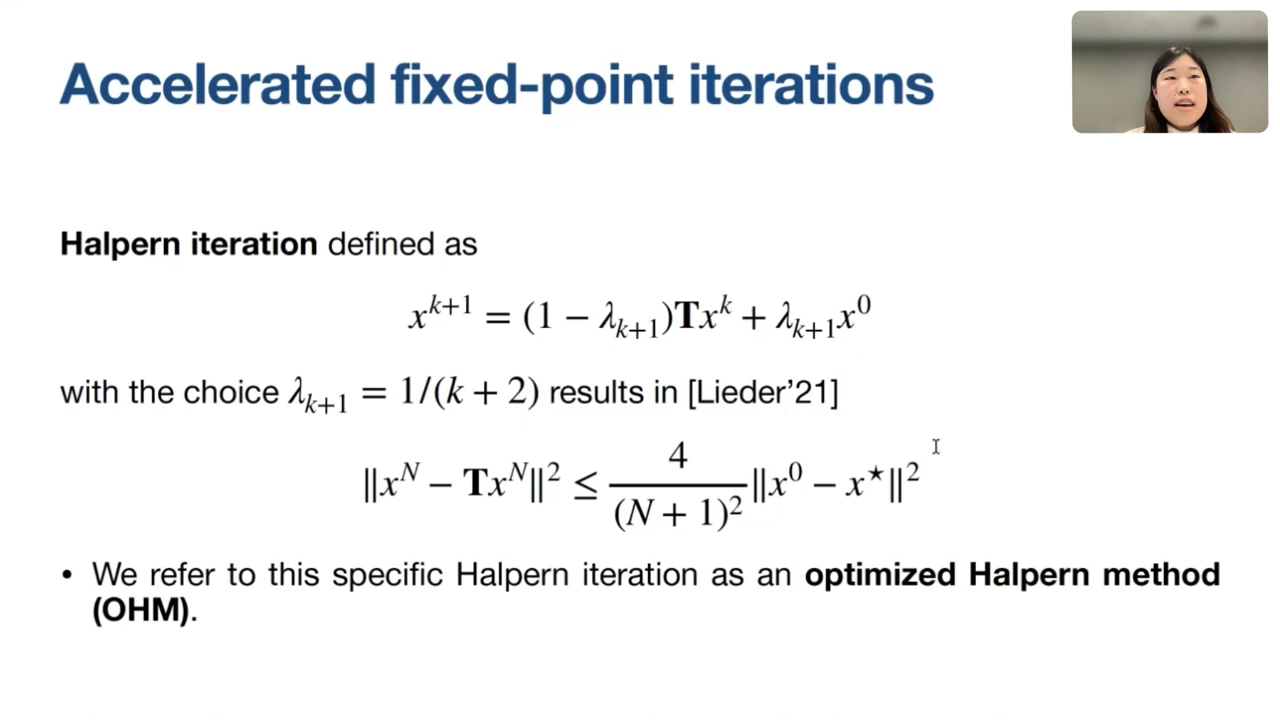 Accelerated fixed-point iterations
Halpern iteration defined as
x^{k+1} = (1 − λ_{k+1})𝐓x^k + λ_{k+1}x^0
with the choice λ_{k+1} = 1/(k + 2) results in [Lieder’21]
‖x^N − 𝐓x^N‖^2 ≤ \frac{4}{(N + 1)^2}‖x^0 − x^⋆‖^2
• We refer to this specific Halpern iteration as an optimized Halpern method
(OHM).